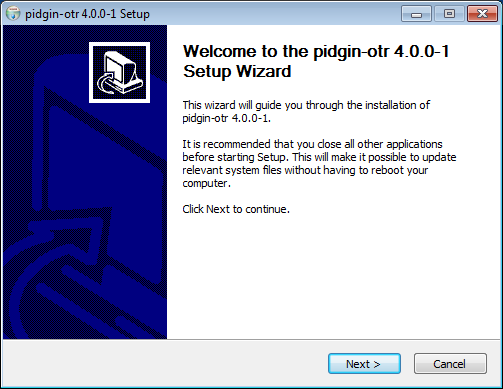 pidgin-otr 4.0.0-1 Setup
Welcome to the pidgin-otr 4.0.0-1
Setup Wizard
This wizard will guide you through the installation of
pidgin-otr 4.0.0-1.
It is recommended that you close all other applications
before starting Setup. This will make it possible to update
relevant system files without having to reboot your
computer.
Click Next to continue.
Next >
Cancel